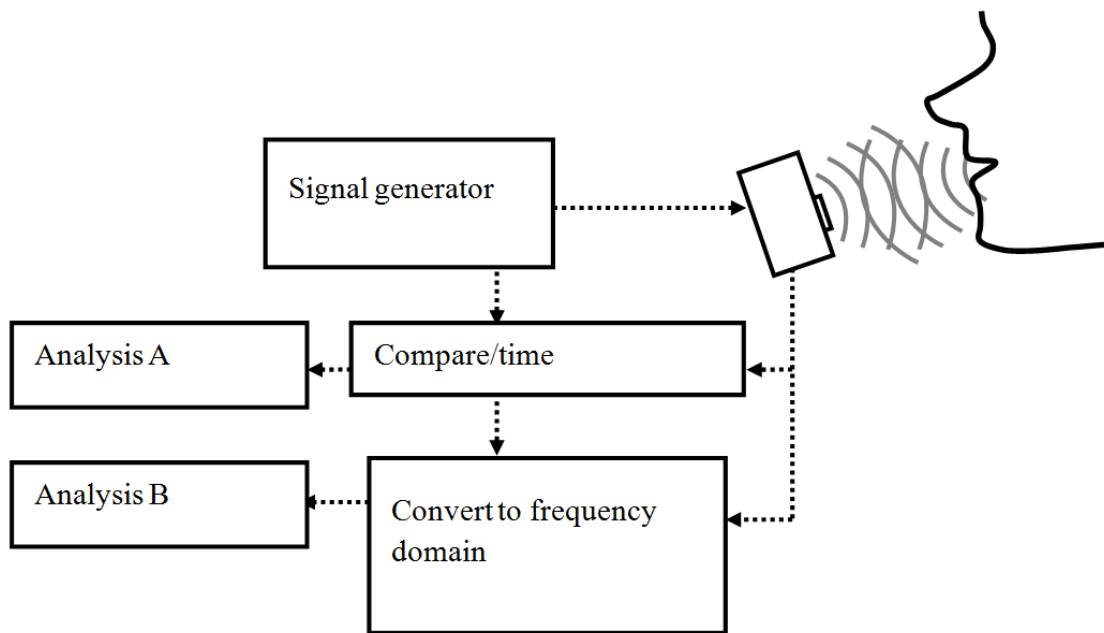 Signal generator
Analysis A
Compare/time
Analysis B
Convert to frequency
domain